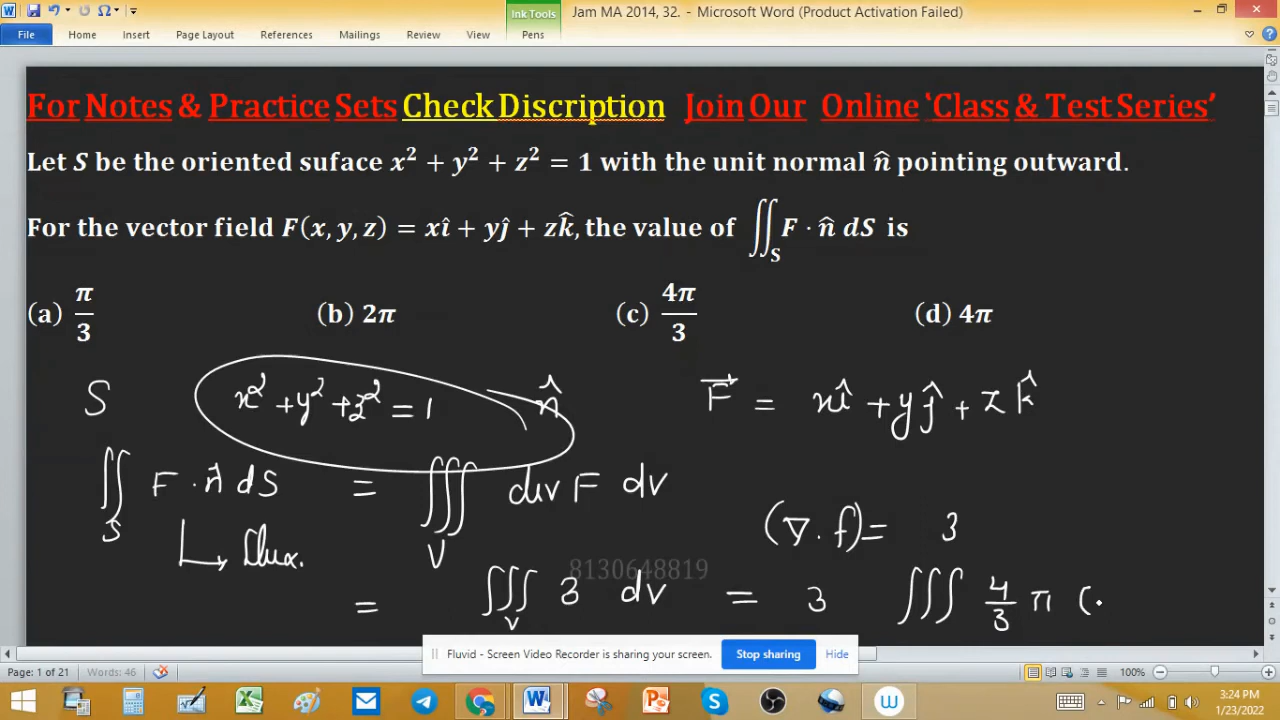 Ink Tools
Jam MA 2014, 32. - Microsoft Word (Product Activation Failed)
File Home Insert Page Layout References Mailings Review View Pens
For Notes & Practice Sets Check Discription Join Our Online 'Class & Test Series'
Let S be the oriented suface x² + y² + z² = 1 with the unit normal n̂ pointing outward.
For the vector field F(x, y, z) = xî + yĵ + zk̂, the value of ∬_S F · n̂ dS is
(a) π/3 (b) 2π (c) 4π/3 (d) 4π
S x² + y² + z² = 1 n̂ F⃗ = xî + yĵ + zk̂
∬_S F · n̂ dS = ∭_V div F dv
(∇ . f) = 3
↳ flux.
8130648819
= ∭_V 3 dv = 3 ∭ 4/3 π (
Fluvid - Screen Video Recorder is sharing your screen. Stop sharing Hide
Page: 1 of 21 Words: 46 100%
3:24 PM
1/23/2022